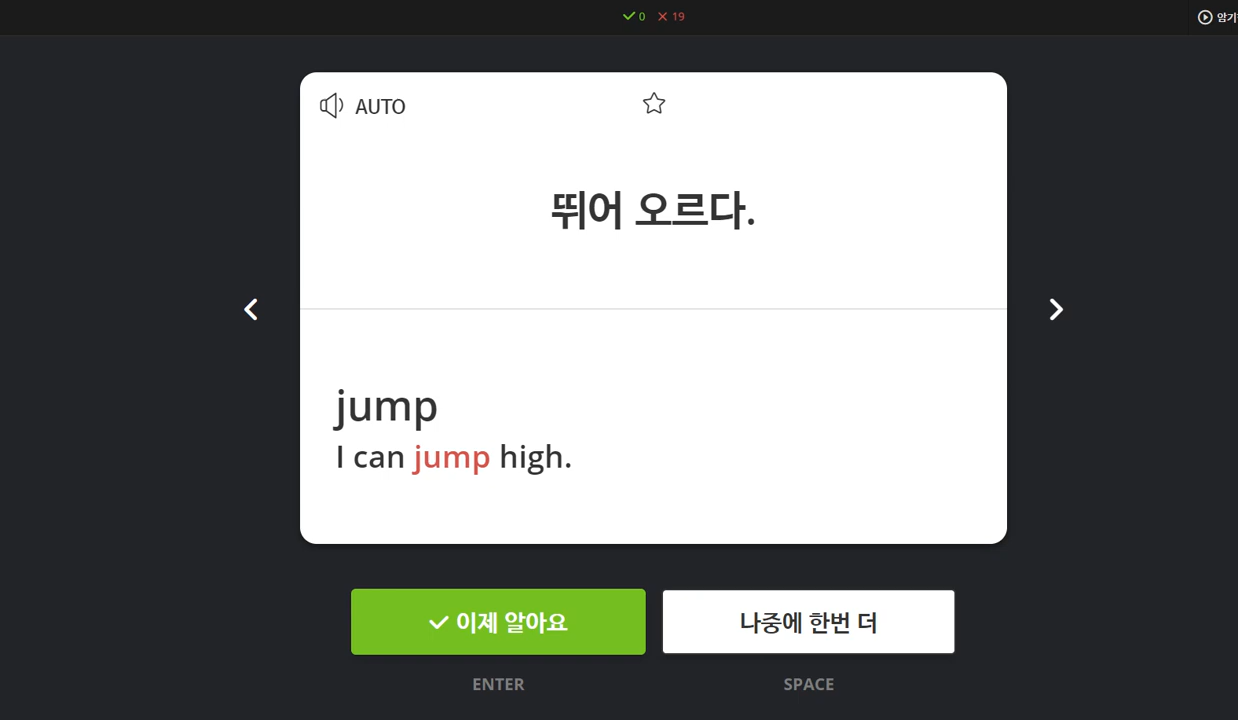 0 19
AUTO
뛰어 오르다.
jump
I can jump high.
이제 알아요
나중에 한번 더
ENTER
SPACE